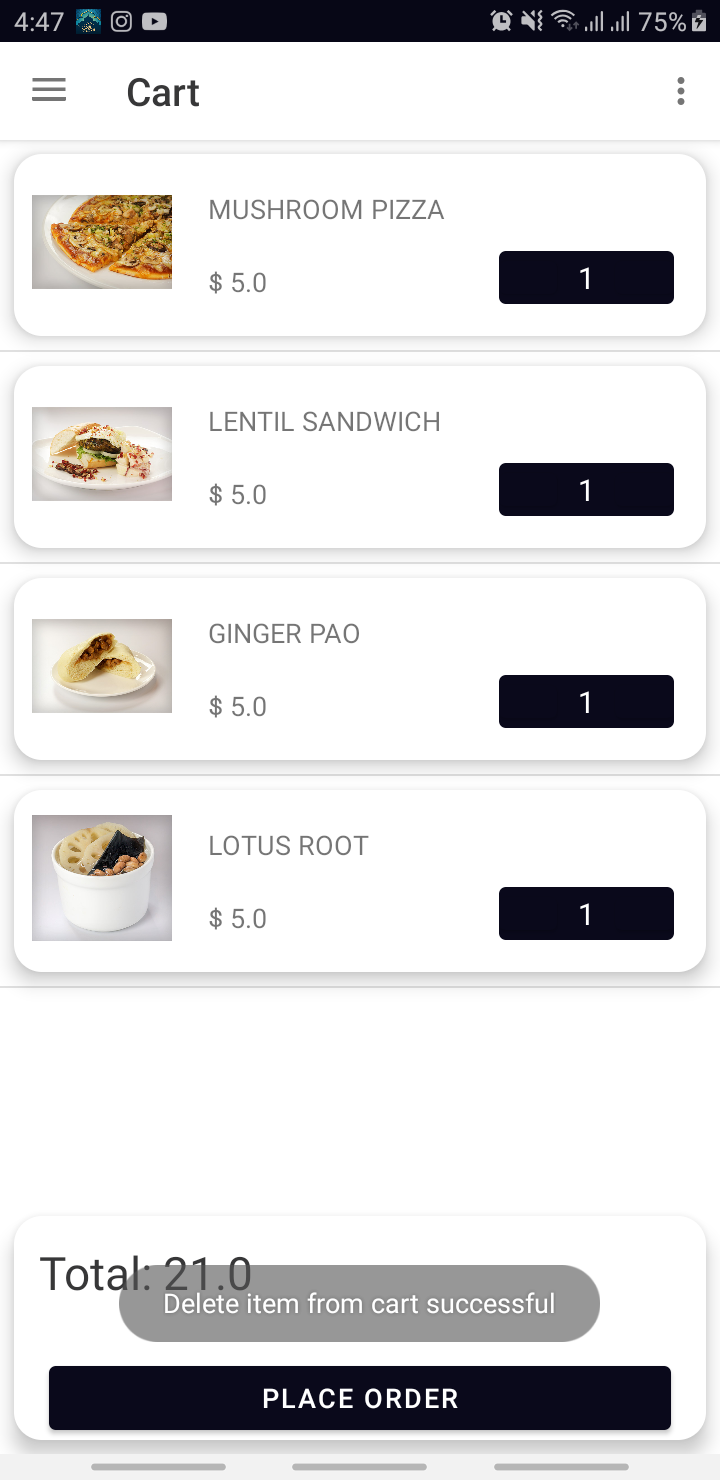 4:47 75%
Cart
MUSHROOM PIZZA
$ 5.0 1
LENTIL SANDWICH
$ 5.0 1
GINGER PAO
$ 5.0 1
LOTUS ROOT
$ 5.0 1
Total: 21.0
Delete item from cart successful
PLACE ORDER